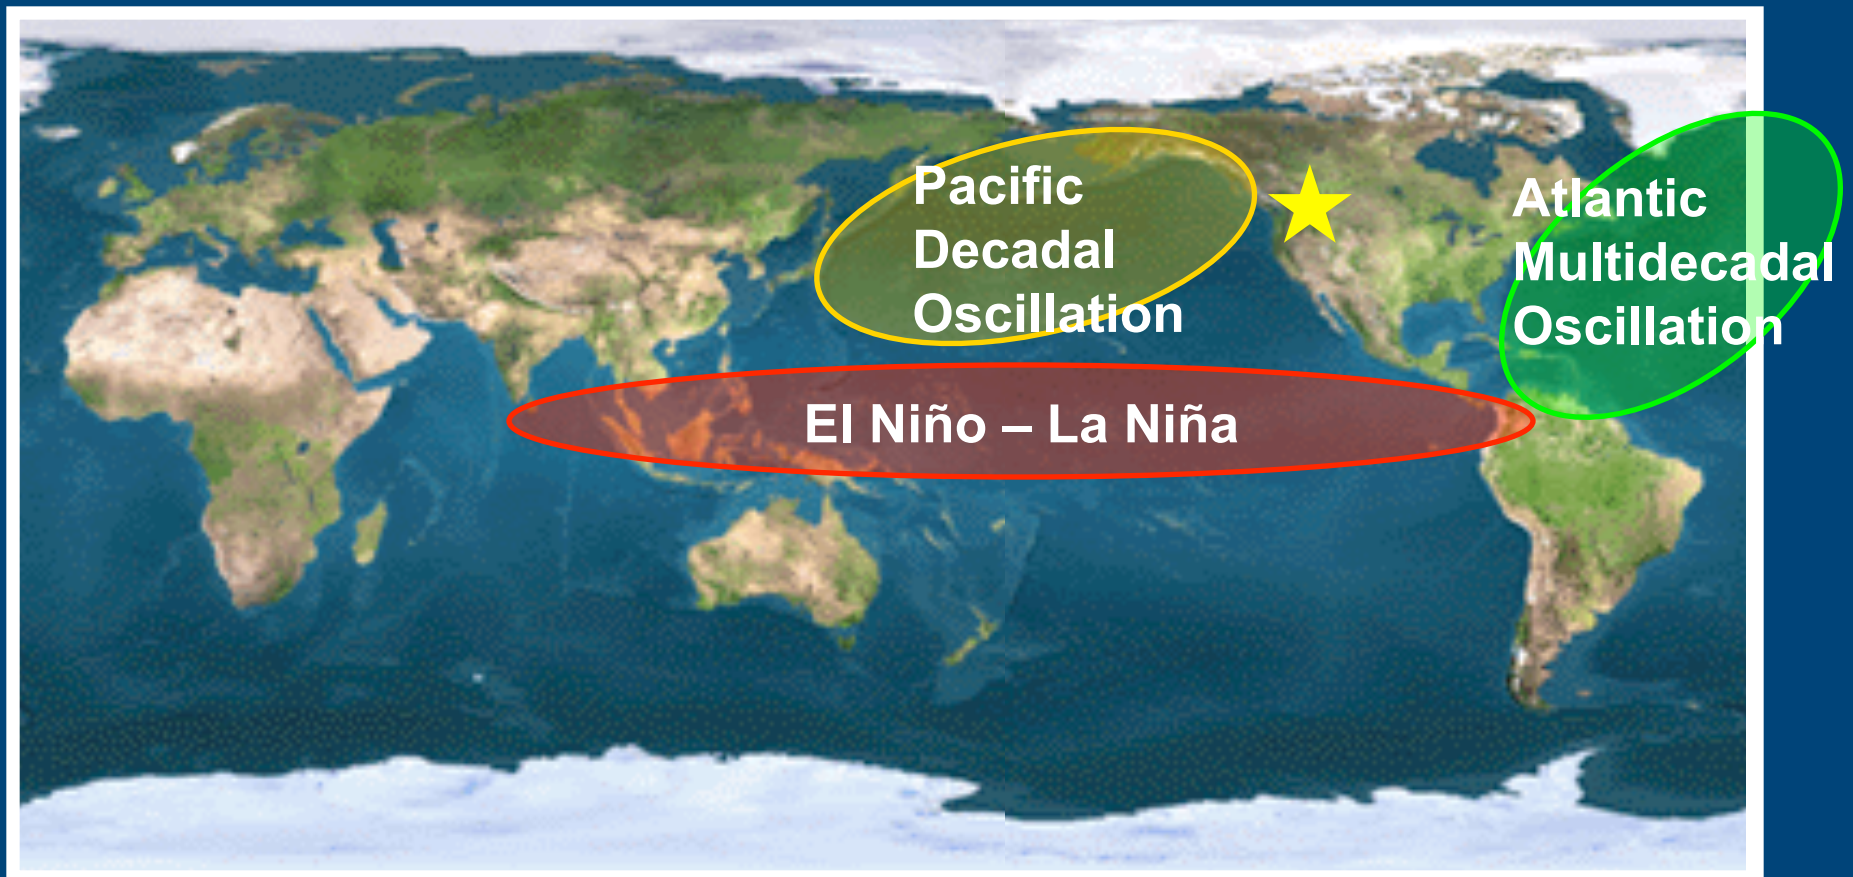 Pacific
Decadal
Oscillation
Atlantic
Multidecadal
Oscillation
El Niño – La Niña